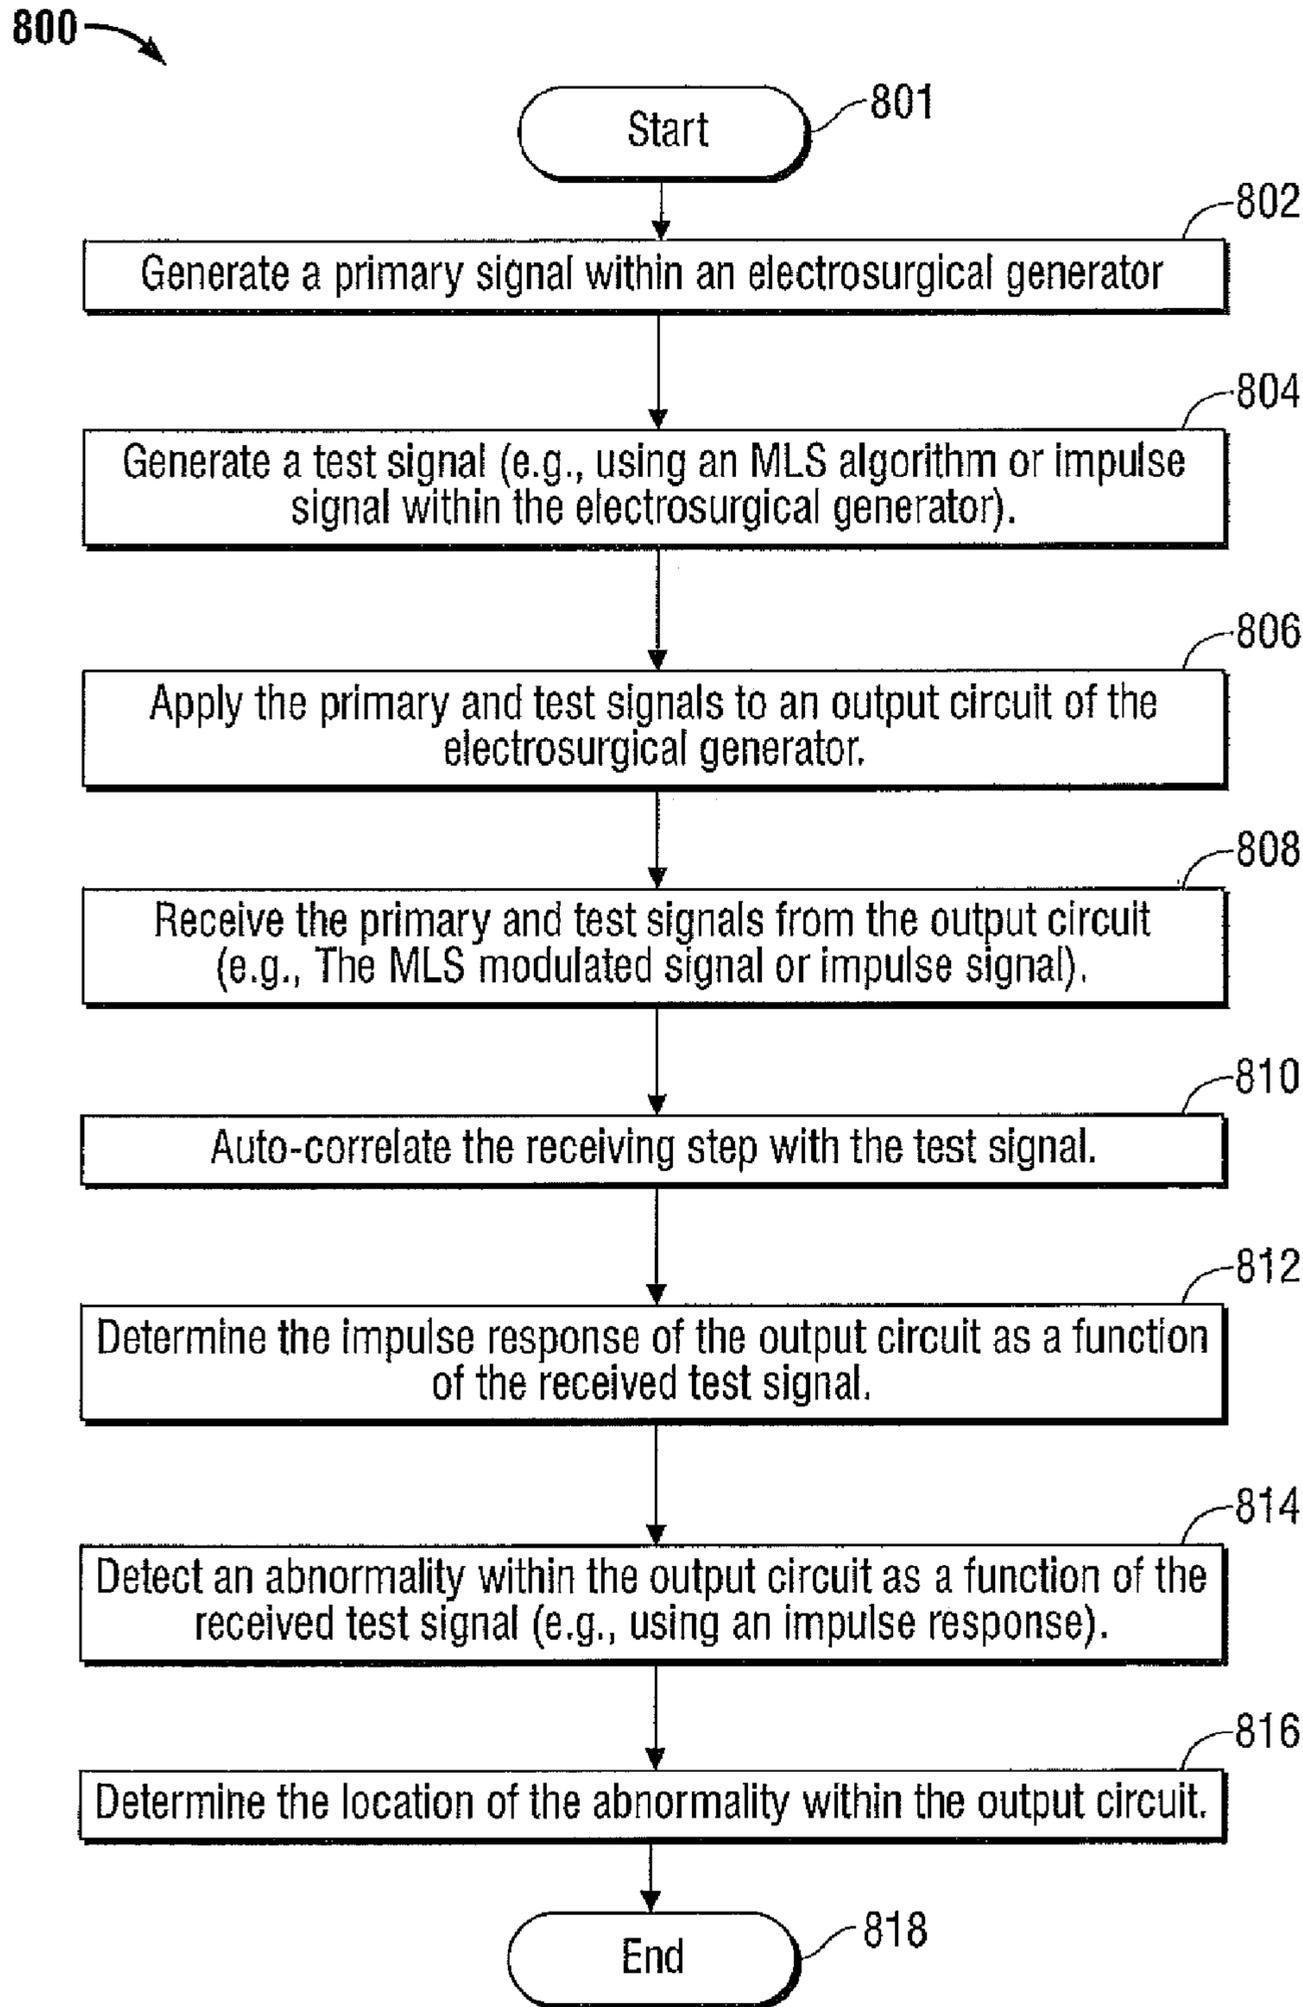 800
Start
801
802
Generate a primary signal within an electrosurgical generator
804
Generate a test signal (e.g., using an MLS algorithm or impulse
signal within the electrosurgical generator).
806
Apply the primary and test signals to an output circuit of the
electrosurgical generator.
808
Receive the primary and test signals from the output circuit
(e.g., The MLS modulated signal or impulse signal).
810
Auto-correlate the receiving step with the test signal.
812
Determine the impulse response of the output circuit as a function
of the received test signal.
814
Detect an abnormality within the output circuit as a function of the
received test signal (e.g., using an impulse response).
816
Determine the location of the abnormality within the output circuit.
End
818